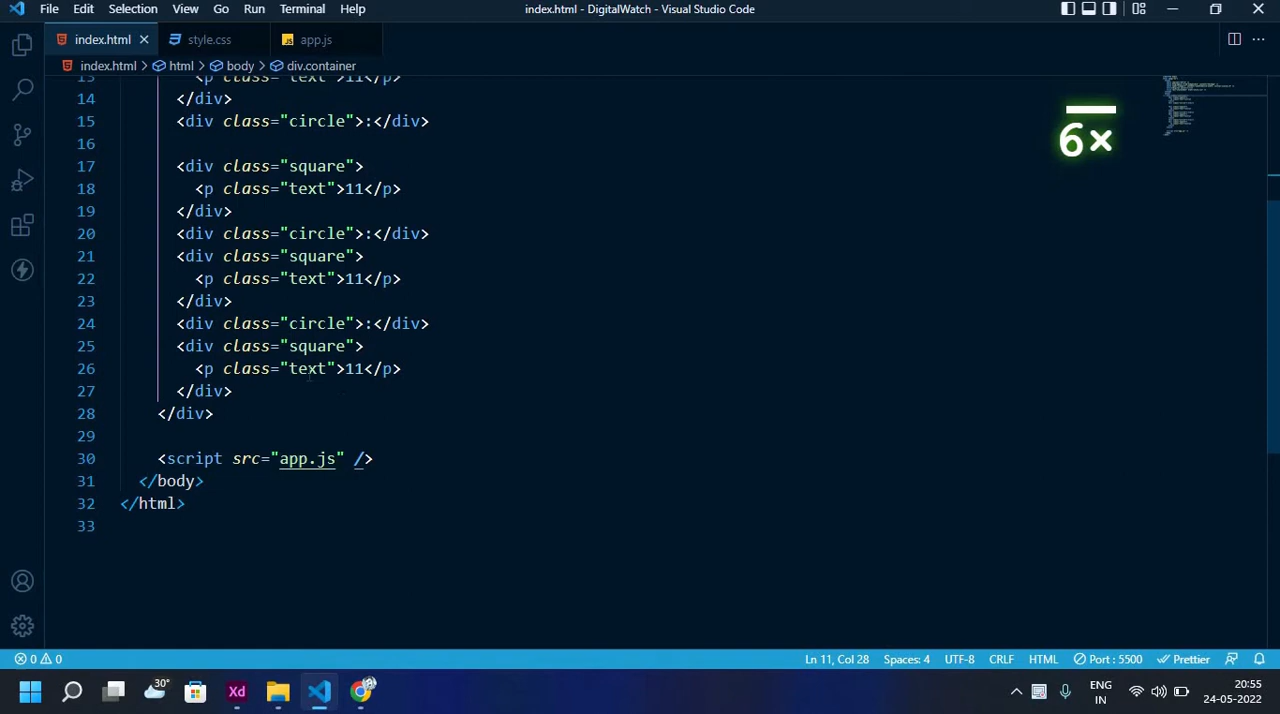 File Edit Selection View Go Run Terminal Help index.html - DigitalWatch - Visual Studio Code
index.html style.css JS app.js
index.html > html > body > div.container
13 <p class="text">11</p>
14 </div>
15 <div class="circle">:</div>
16
17 <div class="square">
18 <p class="text">11</p>
19 </div>
20 <div class="circle">:</div>
21 <div class="square">
22 <p class="text">11</p>
23 </div>
24 <div class="circle">:</div>
25 <div class="square">
26 <p class="text">11</p>
27 </div>
28 </div>
29
30 <script src="app.js" />
31 </body>
32 </html>
33
6×
0 0 Ln 11, Col 28 Spaces: 4 UTF-8 CRLF HTML Port : 5500 Prettier
30° Xd ENG IN 20:55 24-05-2022